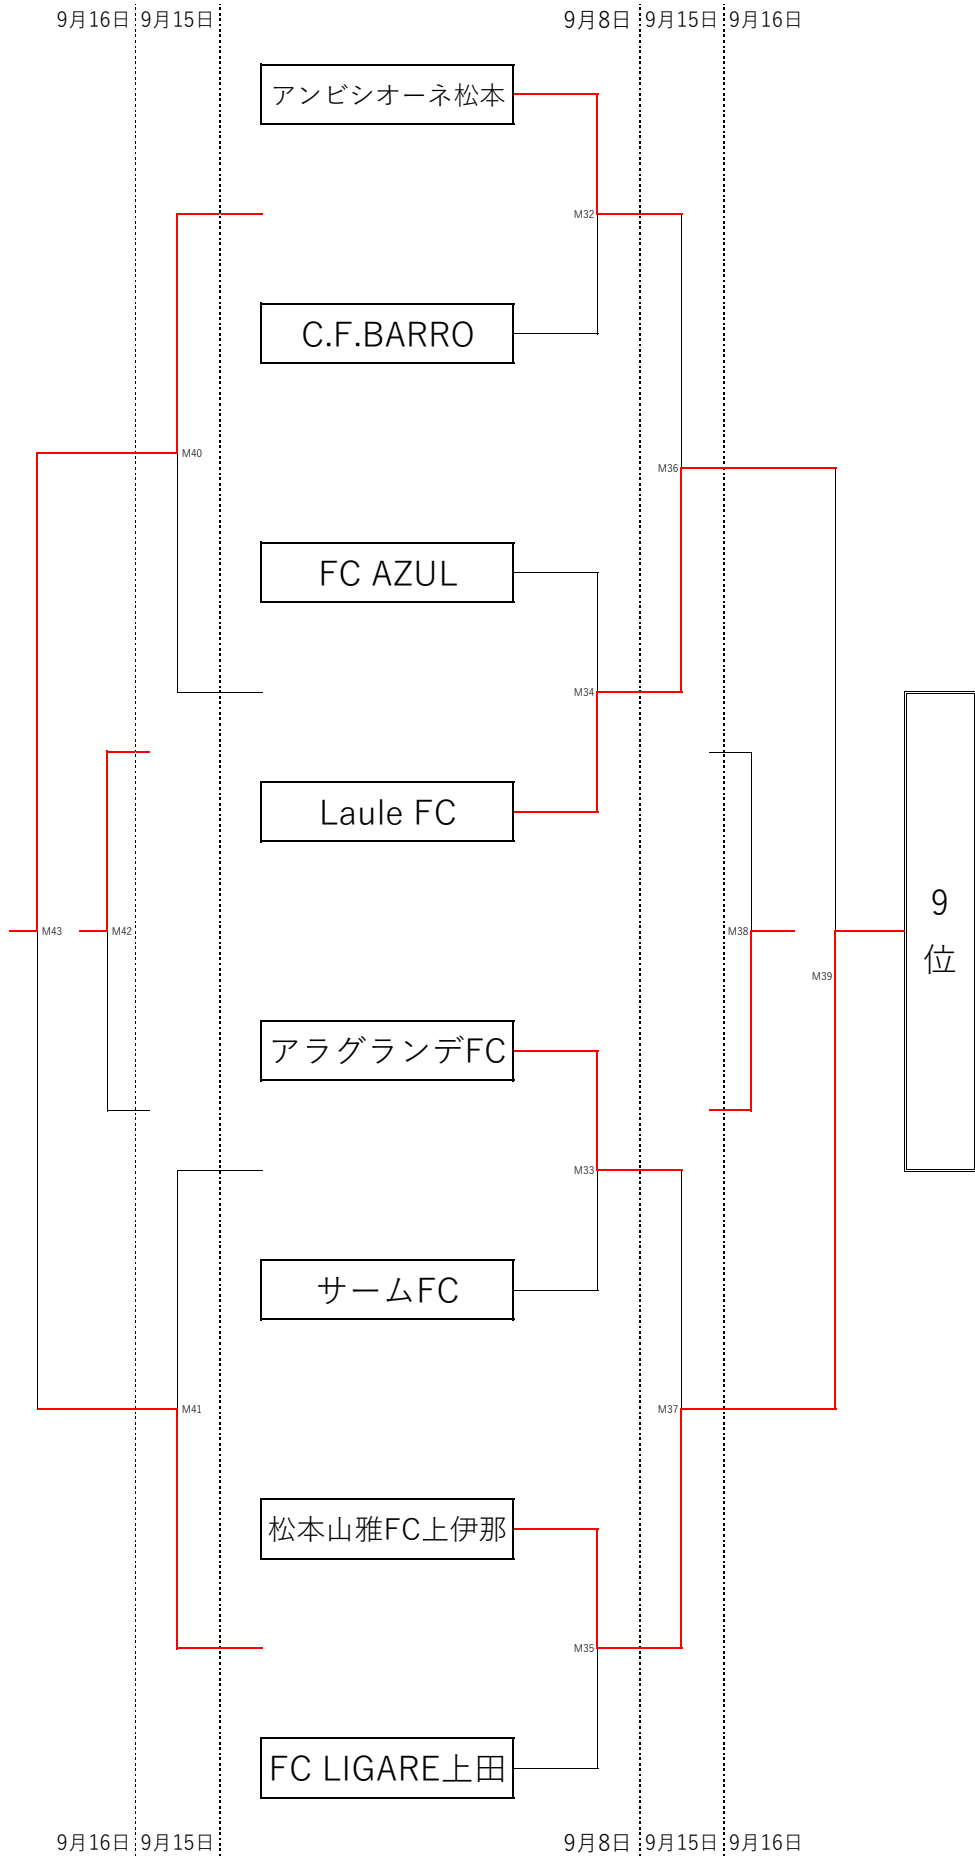 9月16日 9月15日 9月8日 9月15日 9月16日
アンビシオーネ松本
M32
C.F.BARRO
M40
M36
FC AZUL
M34
Laule FC
9
位
M43 M42 M38
M39
アラグランデFC
M33
サームFC
M41 M37
松本山雅FC上伊那
M35
FC LIGARE上田
9月16日 9月15日 9月8日 9月15日 9月16日